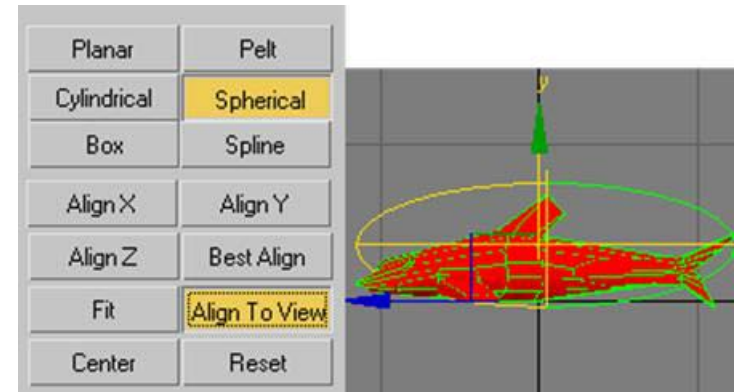 Planar Pelt
Cylindrical Spherical
Box Spline
Align X Align Y
Align Z Best Align
Fit Align To View
Center Reset
y